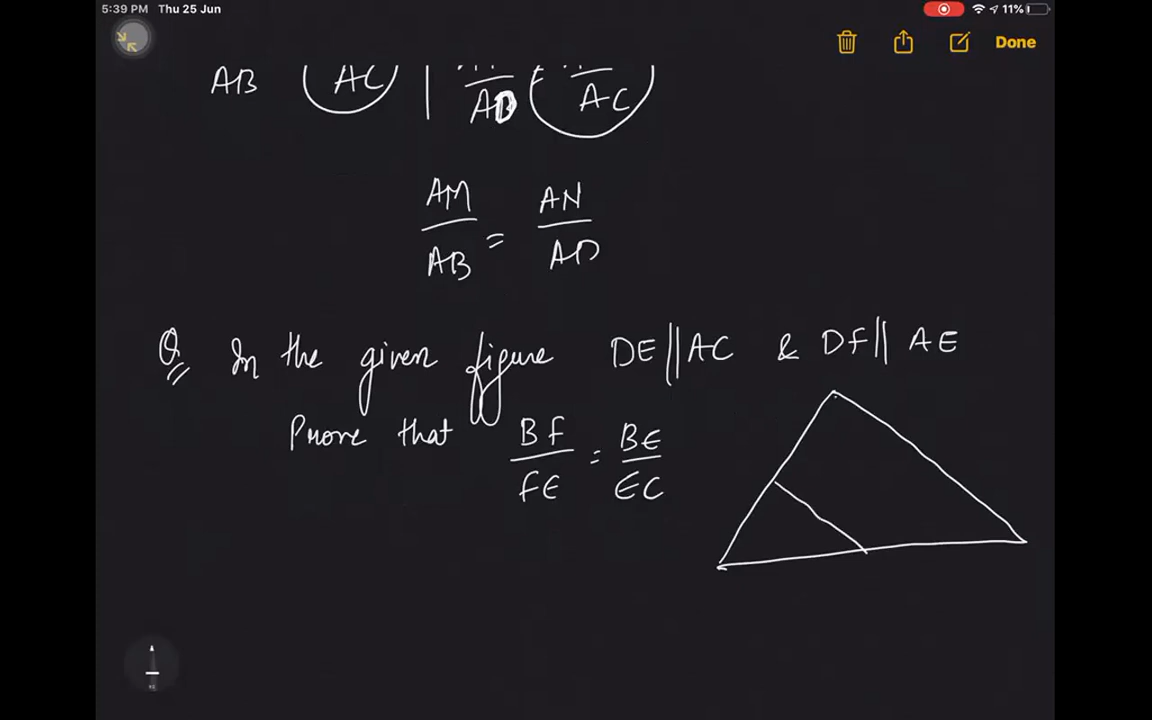 5:39 PM Thu 25 Jun 11%
Done
AB AC | AD AC
AM AN
= 
AB AD
Q In the given figure DE||AC & DF|| AE
Prove that BF = BE
FE EC